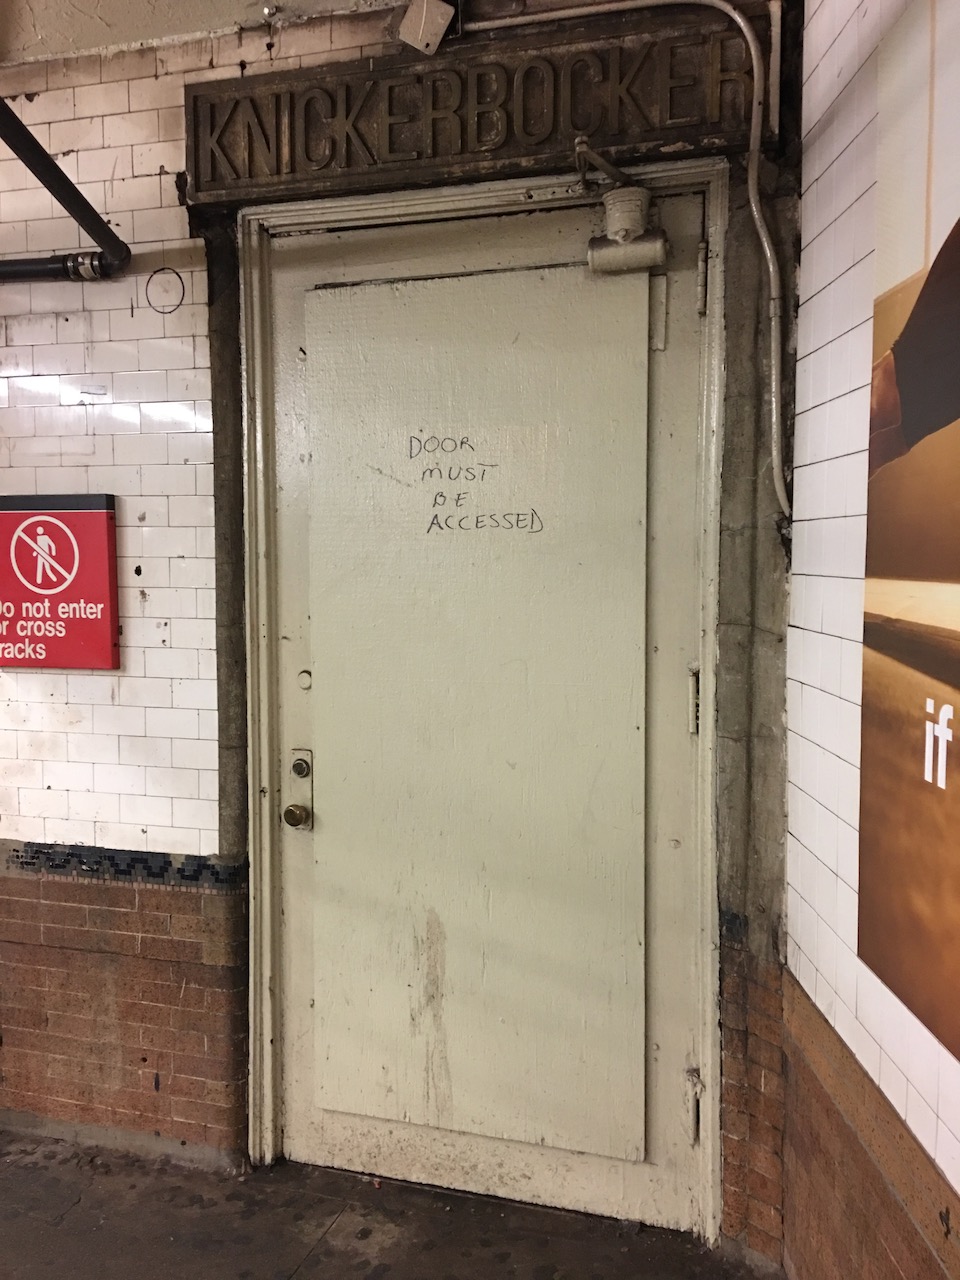 KNICKERBOCKER
DOOR
MUST
BE
ACCESSED
Do not enter
or cross
racks
if